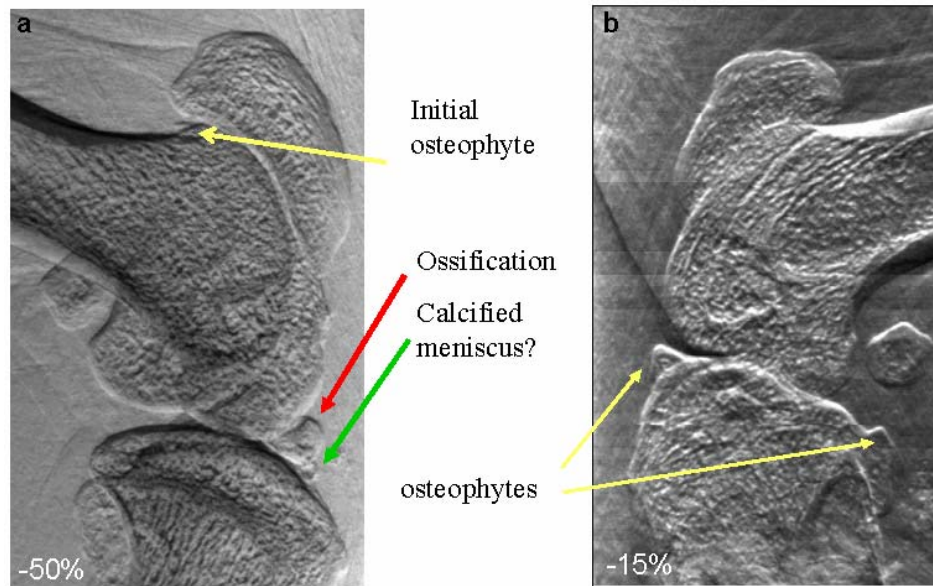 a
b
Initial
osteophyte
Ossification
Calcified
meniscus?
osteophytes
-50%
-15%